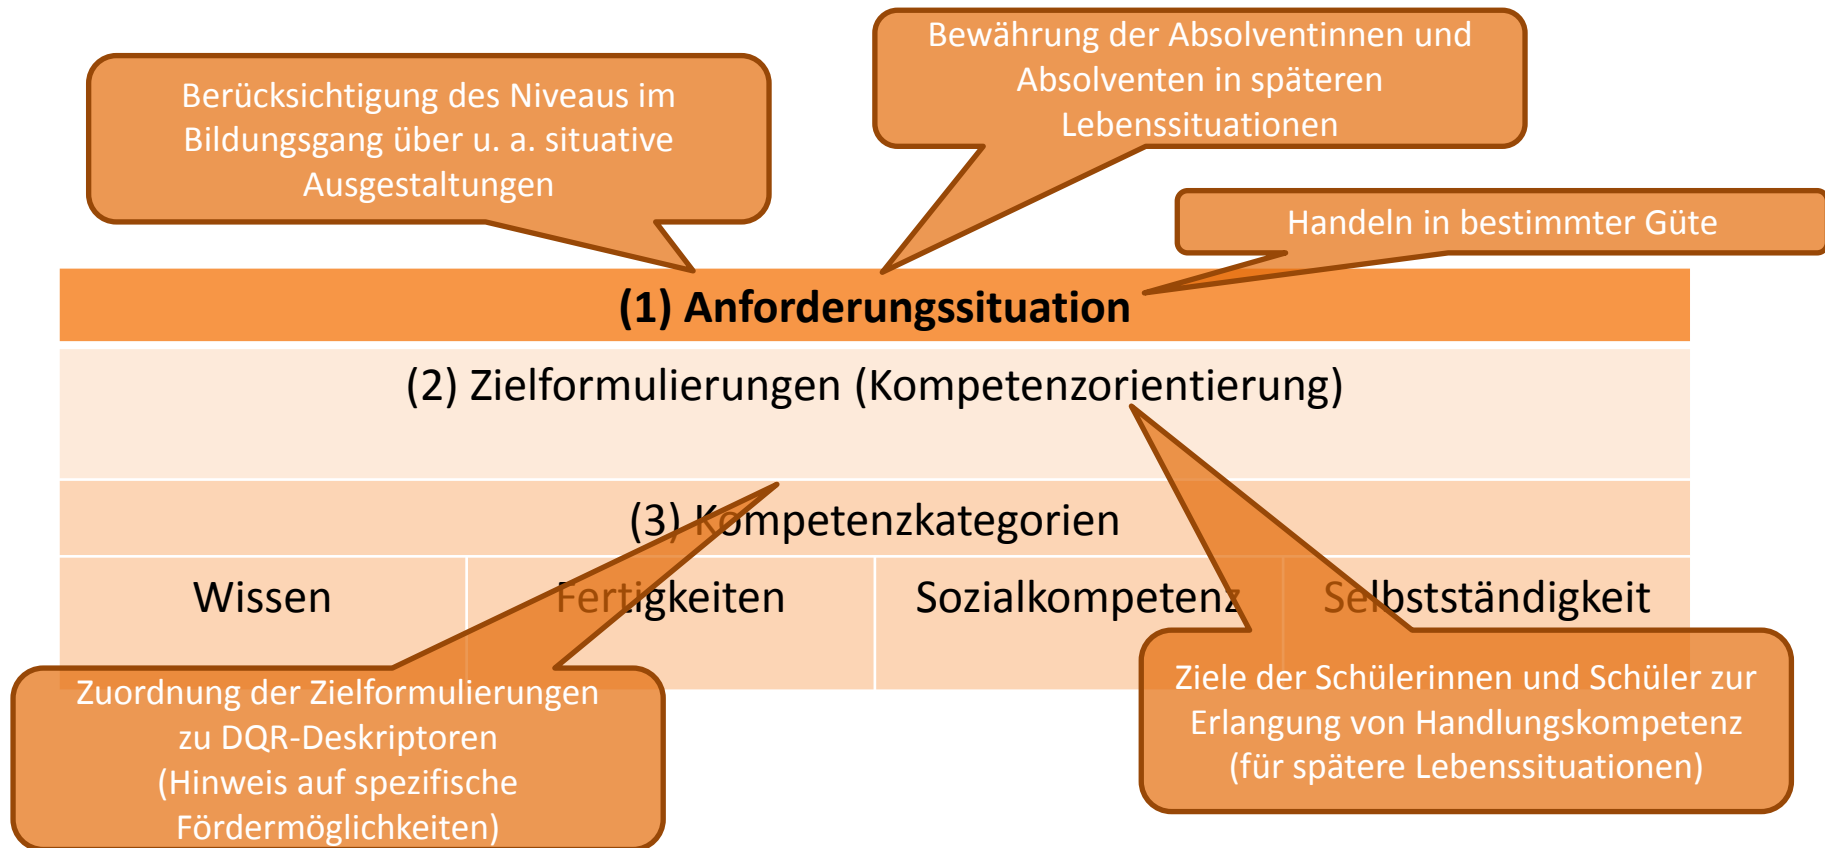 Bewährung der Absolventinnen und
Absolventen in späteren
Lebenssituationen
Berücksichtigung des Niveaus im
Bildungsgang über u. a. situative
Ausgestaltungen
Handeln in bestimmter Güte
(1) Anforderungssituation
(2) Zielformulierungen (Kompetenzorientierung)
(3) Kompetenzkategorien
Wissen
Fertigkeiten
Sozialkompetenz
Selbstständigkeit
Zuordnung der Zielformulierungen
zu DQR-Deskriptoren
(Hinweis auf spezifische
Fördermöglichkeiten)
Ziele der Schülerinnen und Schüler zur
Erlangung von Handlungskompetenz
(für spätere Lebenssituationen)